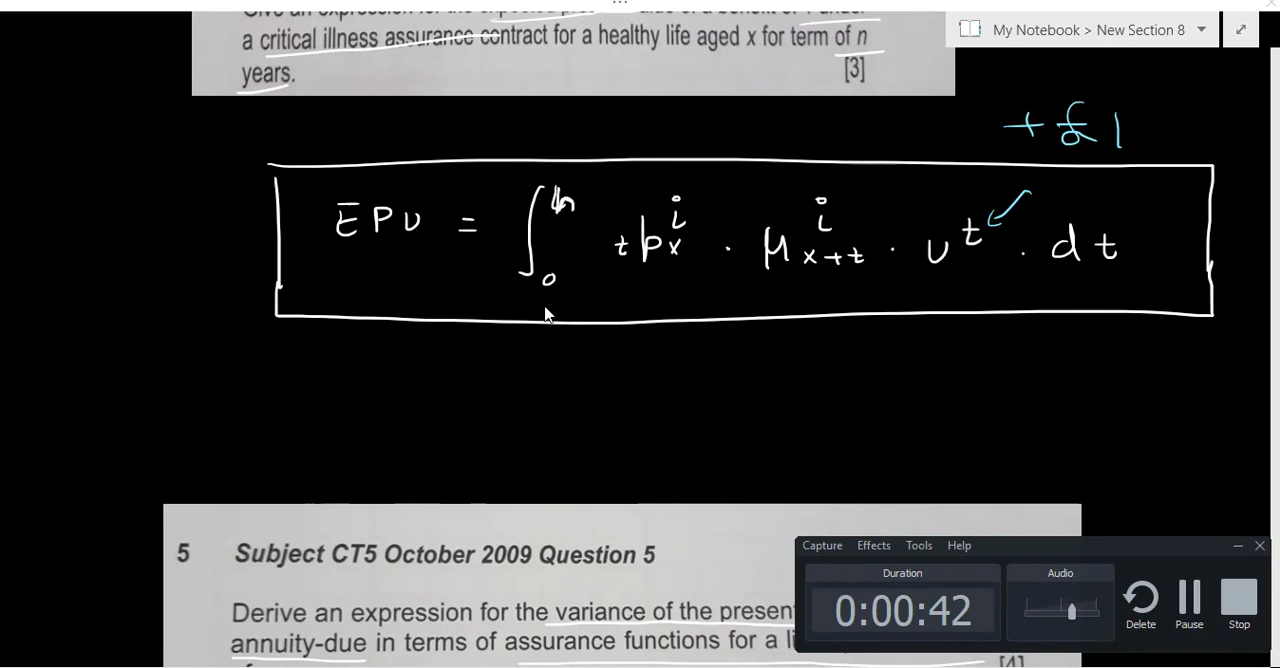 a critical illness assurance contract for a healthy life aged x for term of n
years. [3]
My Notebook > New Section 8
+ £ 1
EPV = ∫₀ⁿ ₜpₓⁱ · μₓ₊ₜⁱ · vᵗ · dt
5 Subject CT5 October 2009 Question 5
Derive an expression for the variance of the present
annuity-due in terms of assurance functions for a
[4]
Capture Effects Tools Help
Duration
Audio
0:00:42
Delete Pause Stop